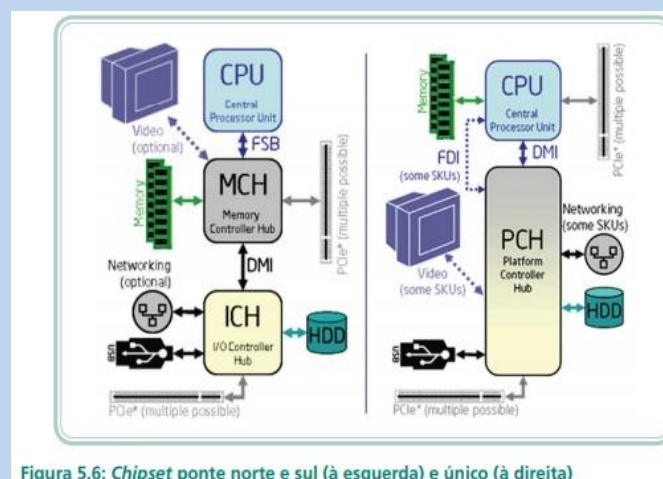 CPU
Central
Processor Unit
Video
(optional)
FSB
MCH
Memory
Controller Hub
Memory
PCIe* (multiple possible)
Networking
(optional)
DMI
ICH
I/O Controller
Hub
HDD
USB
PCIe* (multiple possible)
Memory
CPU
Central
Processor Unit
PCIe* (multiple possible)
FDI
(some SKUs)
DMI
PCH
Platform
Controller
Hub
Networking
(some SKUs)
Video
(some SKUs)
HDD
USB
PCIe* (multiple possible)
Figura 5.6: Chipset ponte norte e sul (à esquerda) e único (à direita)